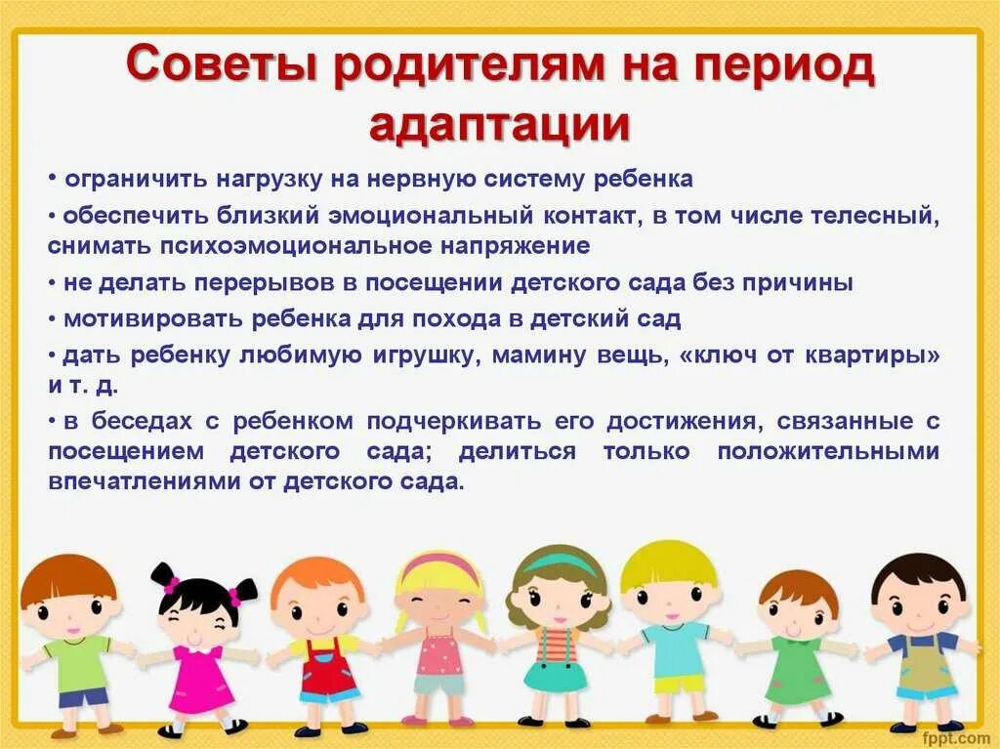 Советы родителям на период
адаптации
• ограничить нагрузку на нервную систему ребенка
• обеспечить близкий эмоциональный контакт, в том числе телесный,
снимать психоэмоциональное напряжение
• не делать перерывов в посещении детского сада без причины
• мотивировать ребенка для похода в детский сад
• дать ребенку любимую игрушку, мамину вещь, «ключ от квартиры»
и т. д.
• в беседах с ребенком подчеркивать его достижения, связанные с
посещением детского сада; делиться только положительными
впечатлениями от детского сада.
fppt.com